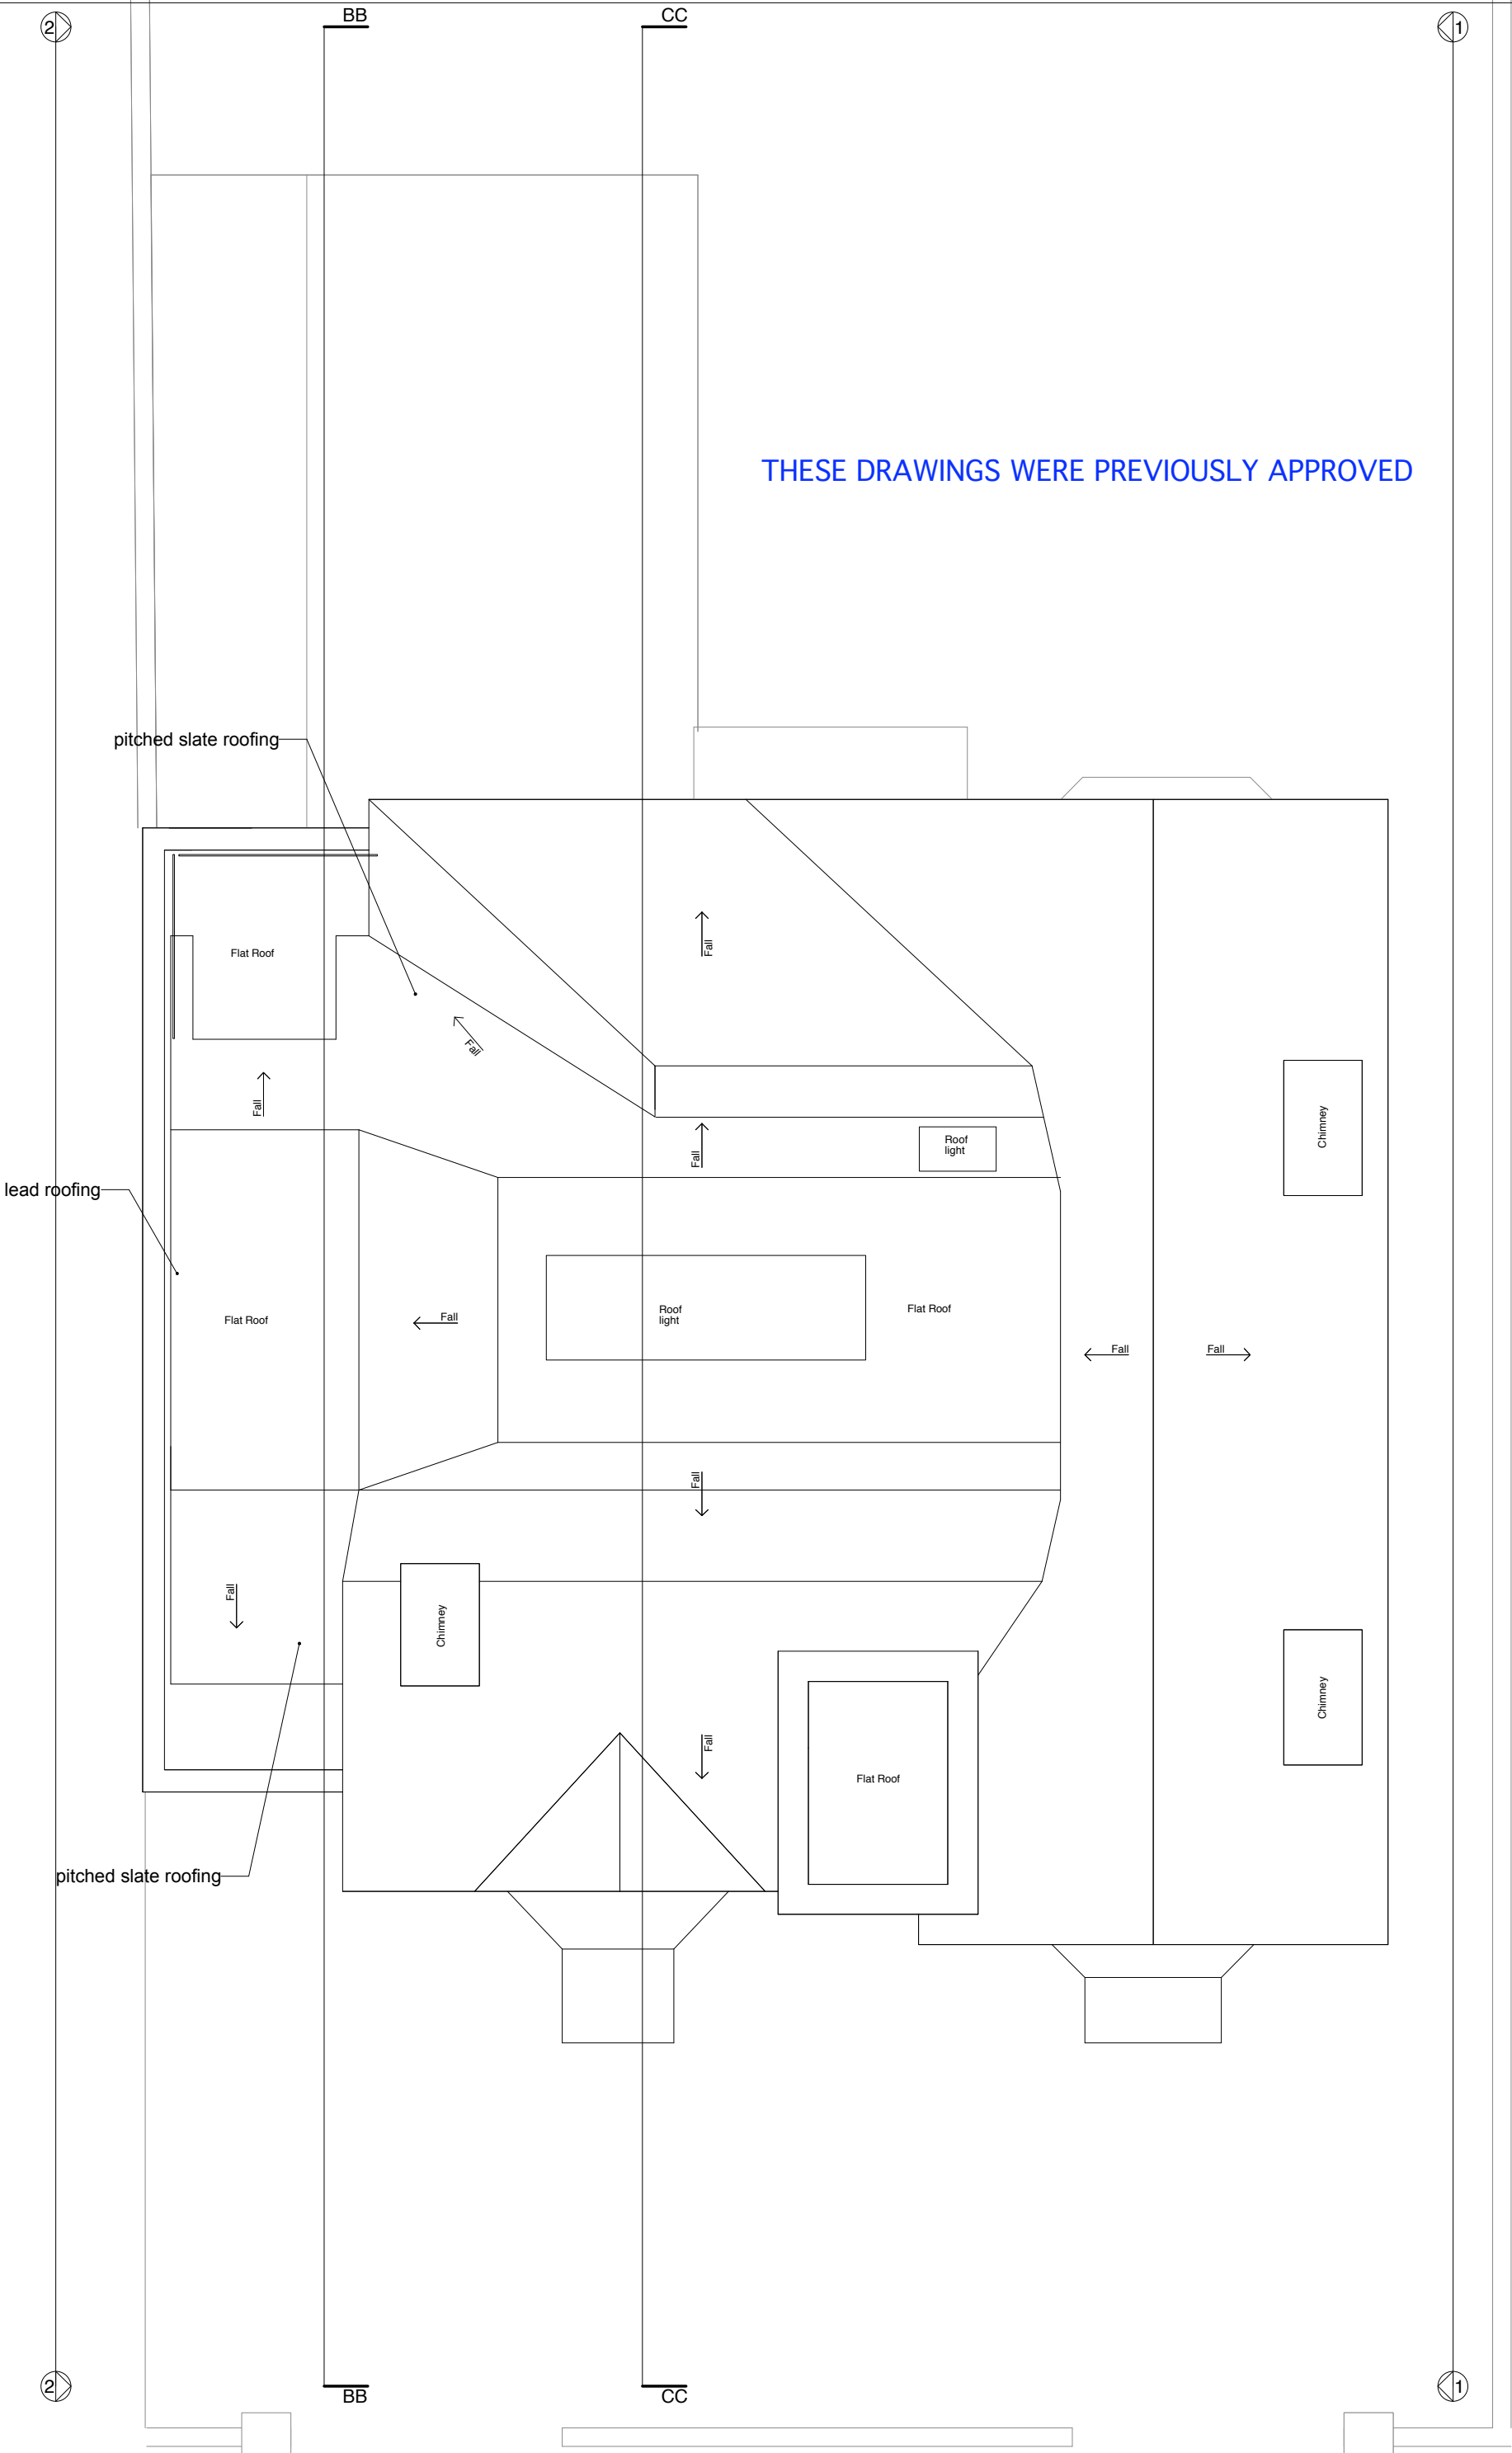 BB
CC
2
1
THESE DRAWINGS WERE PREVIOUSLY APPROVED
pitched slate roofing
Flat Roof
Fall
Fall
Fall
Fall
Roof
light
Chimney
lead roofing
Flat Roof
Fall
Roof
light
Flat Roof
Fall
Fall
Fall
Fall
Chimney
Chimney
Fall
Flat Roof
pitched slate roofing
2
BB
CC
1